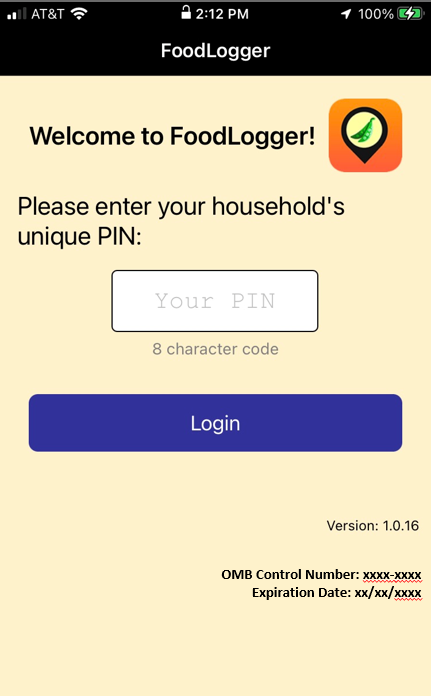 AT&T 2:12 PM 100%
FoodLogger
Welcome to FoodLogger!
Please enter your household's
unique PIN:
Your PIN
8 character code
Login
Version: 1.0.16
OMB Control Number: xxxx-xxxx
Expiration Date: xx/xx/xxxx